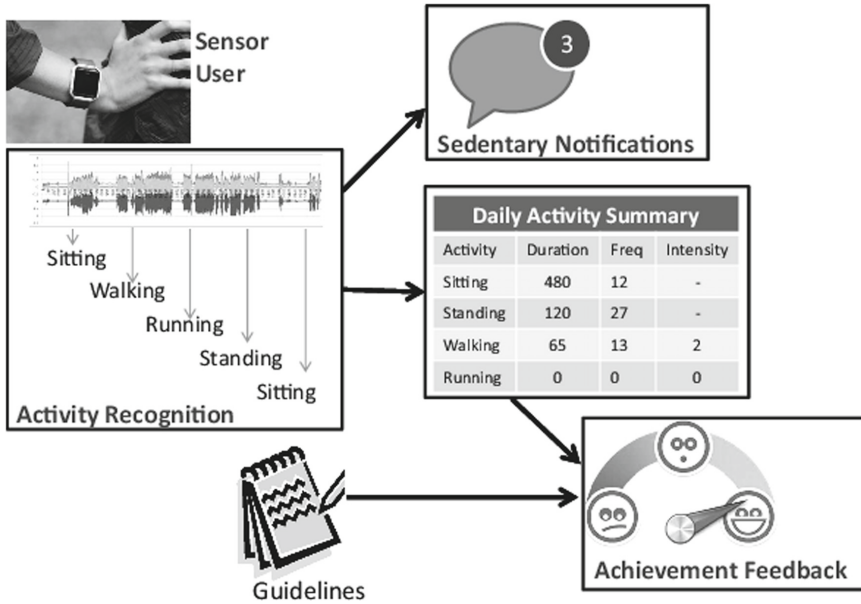 Sensor
User
3
Sedentary Notifications
Sitting
Walking
Running
Standing
Sitting
Activity Recognition
Daily Activity Summary
Activity Duration Freq Intensity
Sitting 480 12 -
Standing 120 27 -
Walking 65 13 2
Running 0 0 0
Guidelines
Achievement Feedback